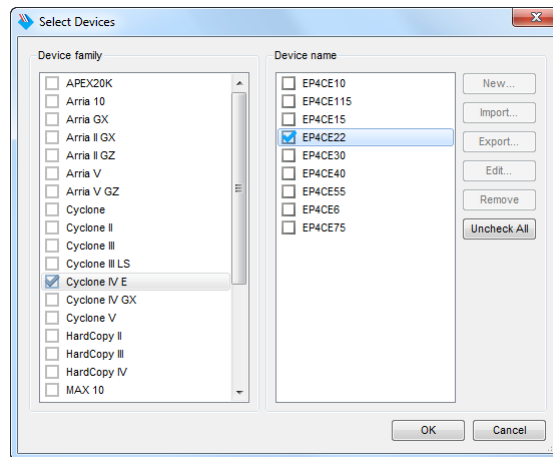 Select Devices
Device family
APEX20K
Arria 10
Arria GX
Arria II GX
Arria II GZ
Arria V
Arria V GZ
Cyclone
Cyclone II
Cyclone III
Cyclone III LS
Cyclone IV E
Cyclone IV GX
Cyclone V
HardCopy II
HardCopy III
HardCopy IV
MAX 10
Device name
EP4CE10
EP4CE115
EP4CE15
EP4CE22
EP4CE30
EP4CE40
EP4CE55
EP4CE6
EP4CE75
New...
Import...
Export...
Edit...
Remove
Uncheck All
OK
Cancel